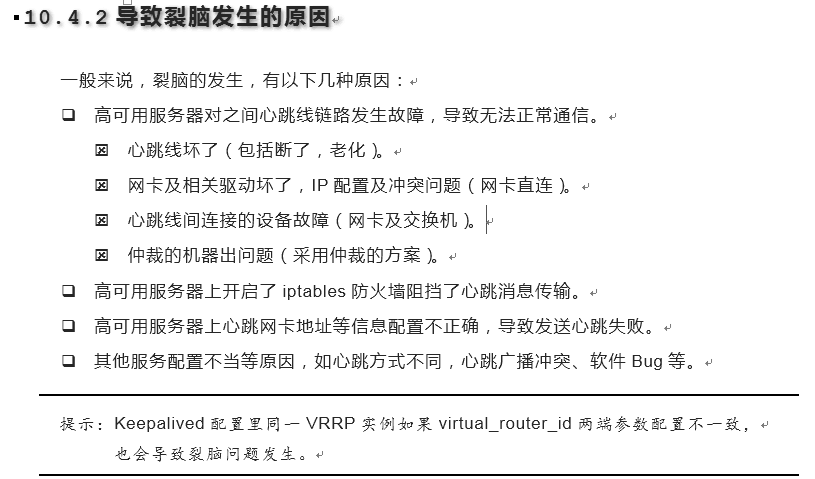 10.4.2 导致裂脑发生的原因
一般来说，裂脑的发生，有以下几种原因：
高可用服务器对之间心跳线链路发生故障，导致无法正常通信。
心跳线坏了（包括断了，老化）。
网卡及相关驱动坏了，IP 配置及冲突问题（网卡直连）。
心跳线间连接的设备故障（网卡及交换机）。
仲裁的机器出问题（采用仲裁的方案）。
高可用服务器上开启了 iptables 防火墙阻挡了心跳消息传输。
高可用服务器上心跳网卡地址等信息配置不正确，导致发送心跳失败。
其他服务配置不当等原因，如心跳方式不同，心跳广播冲突、软件 Bug 等。
提示：Keepalived 配置里同一 VRRP 实例如果 virtual_router_id 两端参数配置不一致，
也会导致裂脑问题发生。